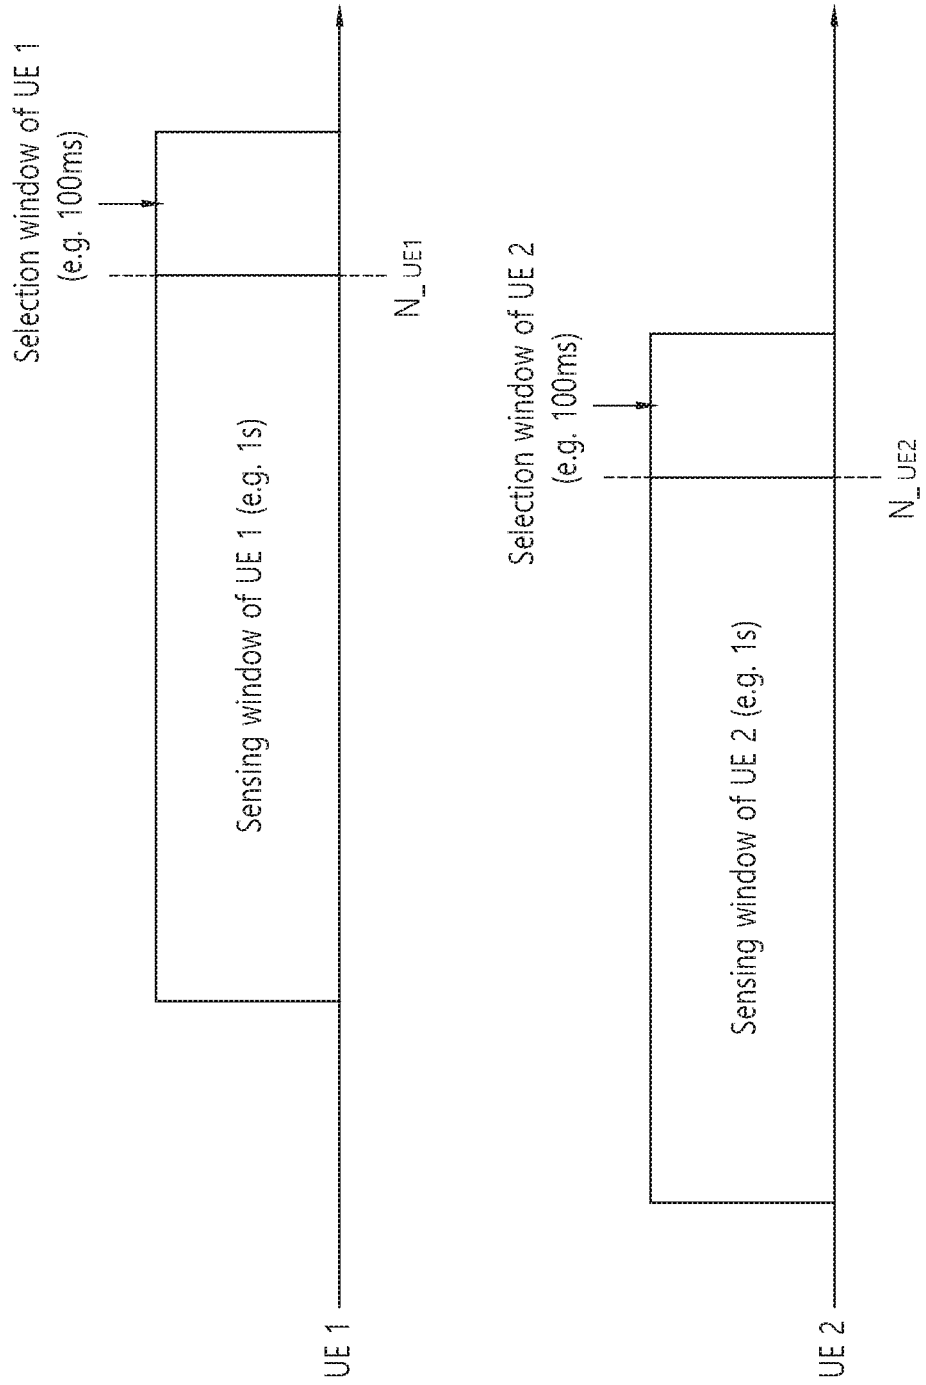 Selection window of UE 1
(e.g. 100ms)
Sensing window of UE 1 (e.g. 1s)
N_UE1
UE 1
Selection window of UE 2
(e.g. 100ms)
Sensing window of UE 2 (e.g. 1s)
N_UE2
UE 2